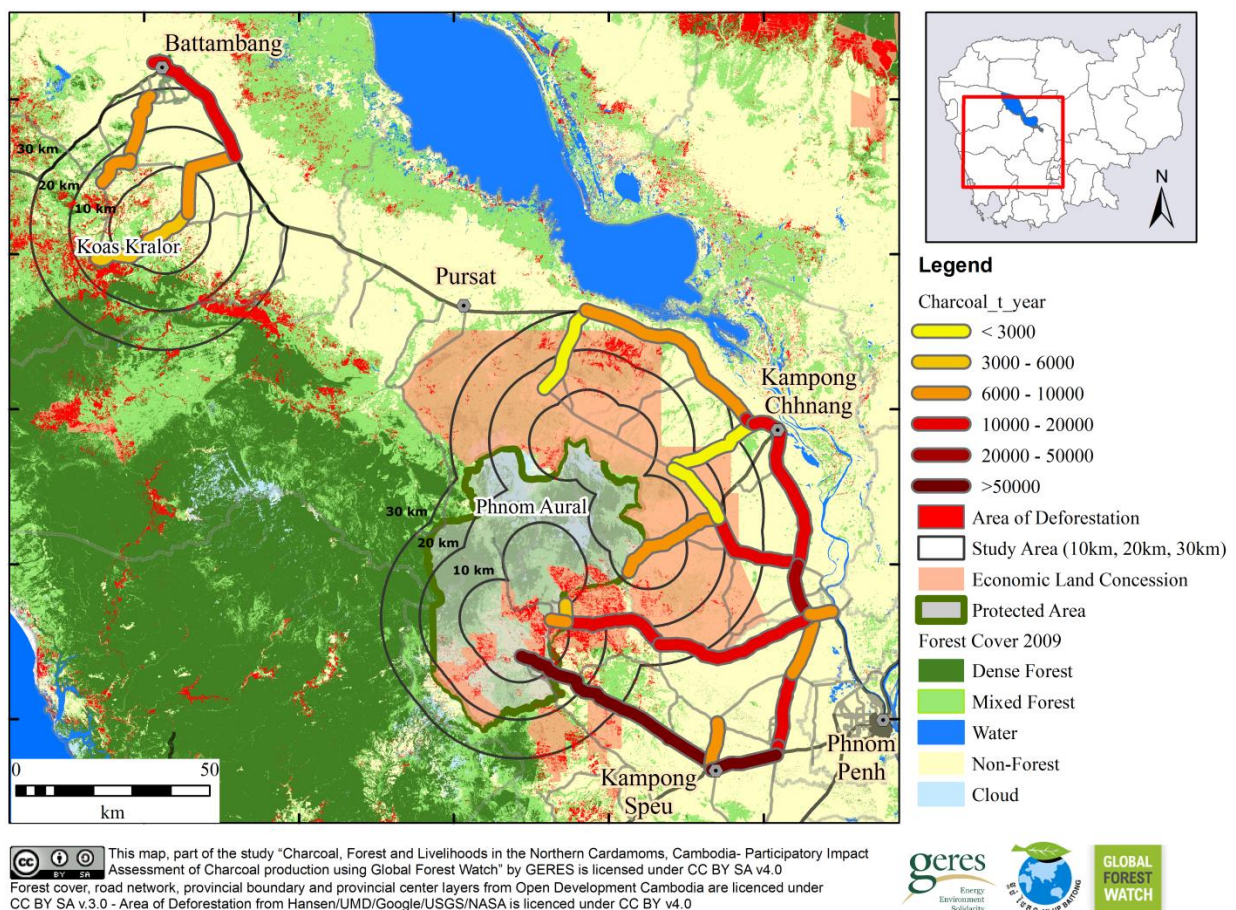 Battambang
30 km
20 km
10 km
Koas Kralor
Pursat
Kampong
Chhnang
Phnom Aural
30 km
20 km
10 km
Phnom
Penh
Kampong
Speu
0 50
km
N
Legend
Charcoal_t_year
< 3000
3000 - 6000
6000 - 10000
10000 - 20000
20000 - 50000
>50000
Area of Deforestation
Study Area (10km, 20km, 30km)
Economic Land Concession
Protected Area
Forest Cover 2009
Dense Forest
Mixed Forest
Water
Non-Forest
Cloud
cc BY SA
This map, part of the study “Charcoal, Forest and Livelihoods in the Northern Cardamoms, Cambodia- Participatory Impact
Assessment of Charcoal production using Global Forest Watch” by GERES is licensed under CC BY SA v4.0
Forest cover, road network, provincial boundary and provincial center layers from Open Development Cambodia are licenced under
CC BY SA v.3.0 - Area of Deforestation from Hansen/UMD/Google/USGS/NASA is licenced under CC BY v4.0
geres
Energy
Environment
Solidarity
GLOBAL
FOREST
WATCH